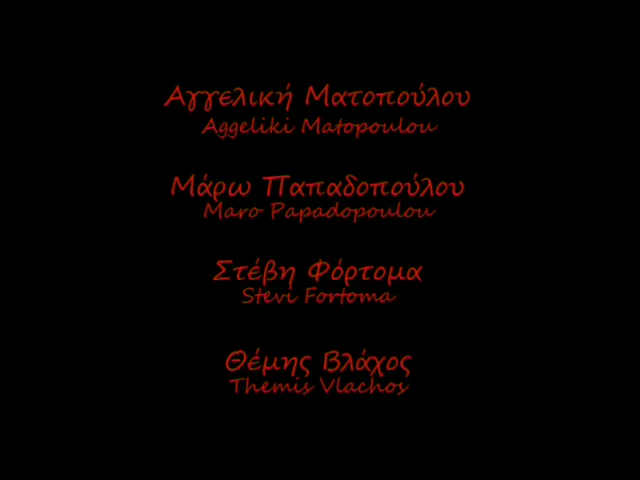 Αγγελική Ματοπούλου
Aggeliki Matopoulou
Μάρω Παπαδοπούλου
Maro Papadopoulou
Στέβη Φόρτομα
Stevi Fortoma
Θέμης Βλάχος
Themis Vlachos